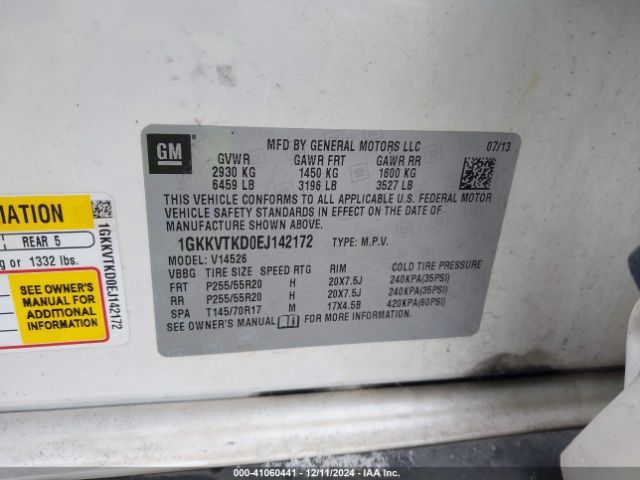 GM
MFD BY GENERAL MOTORS LLC 07/13
GVWR GAWR FRT GAWR RR
2930 KG 1450 KG 1600 KG
6459 LB 3196 LB 3527 LB
THIS VEHICLE CONFORMS TO ALL APPLICABLE U.S. FEDERAL MOTOR
VEHICLE SAFETY STANDARDS IN EFFECT ON THE DATE OF
MANUFACTURE SHOWN ABOVE.
1GKKVTKD0EJ142172 TYPE: M.P.V.
MODEL: V14526
VBBG TIRE SIZE SPEED RTG RIM COLD TIRE PRESSURE
FRT P255/55R20 H 20X7.5J 240KPA(35PSI)
RR P255/55R20 H 20X7.5J 240KPA(35PSI)
SPA T145/70R17 M 17X4.5B 420KPA(60PSI)
SEE OWNER'S MANUAL FOR MORE INFORMATION.
MATION
REAR 5
g or 1332 lbs.
SEE OWNER'S
MANUAL FOR
ADDITIONAL
INFORMATION
1GKKVTKD0EJ142172
12/30-41060441 | 12/11/2024 | IAA, Inc.